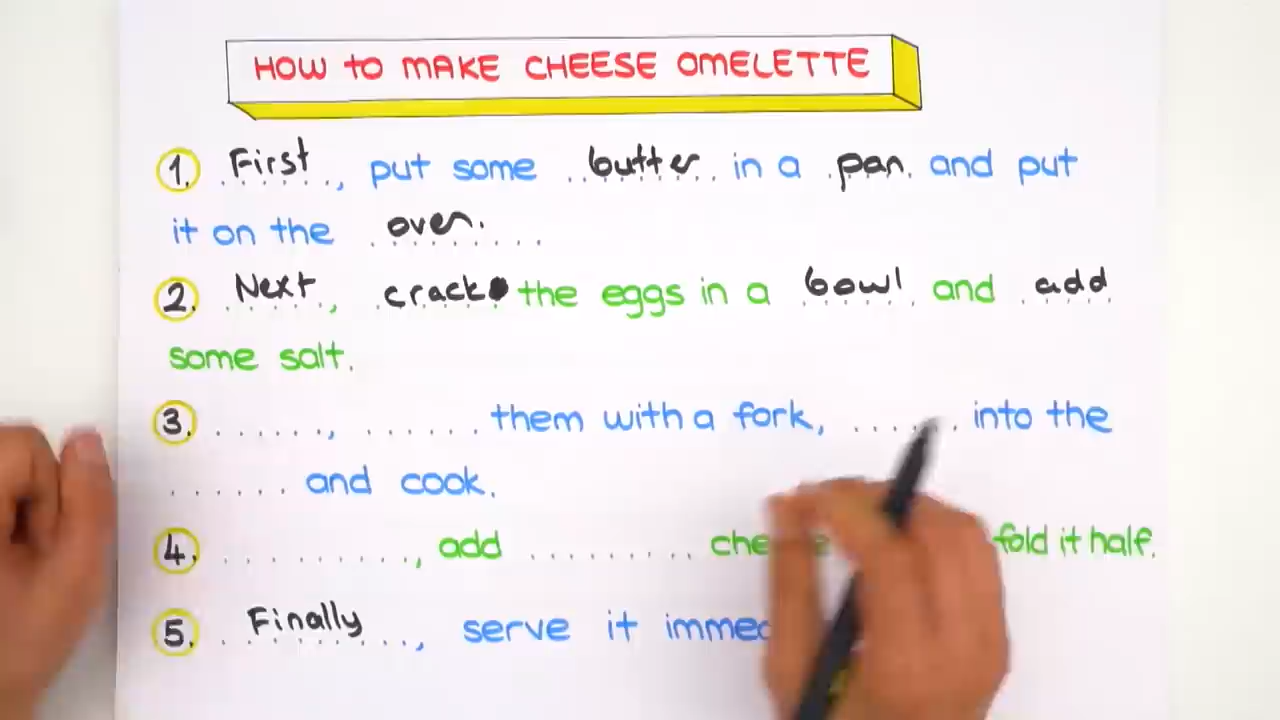 HOW to MAKE CHEESE OMELETTE
1. First, put some butter in a pan and put
it on the oven.
2. Next, crack the eggs in a bowl and add
some salt.
3. ......, ...... them with a fork, ...... into the
...... and cook.
4. .........., add ......... fold it half.
5. Finally, serve it